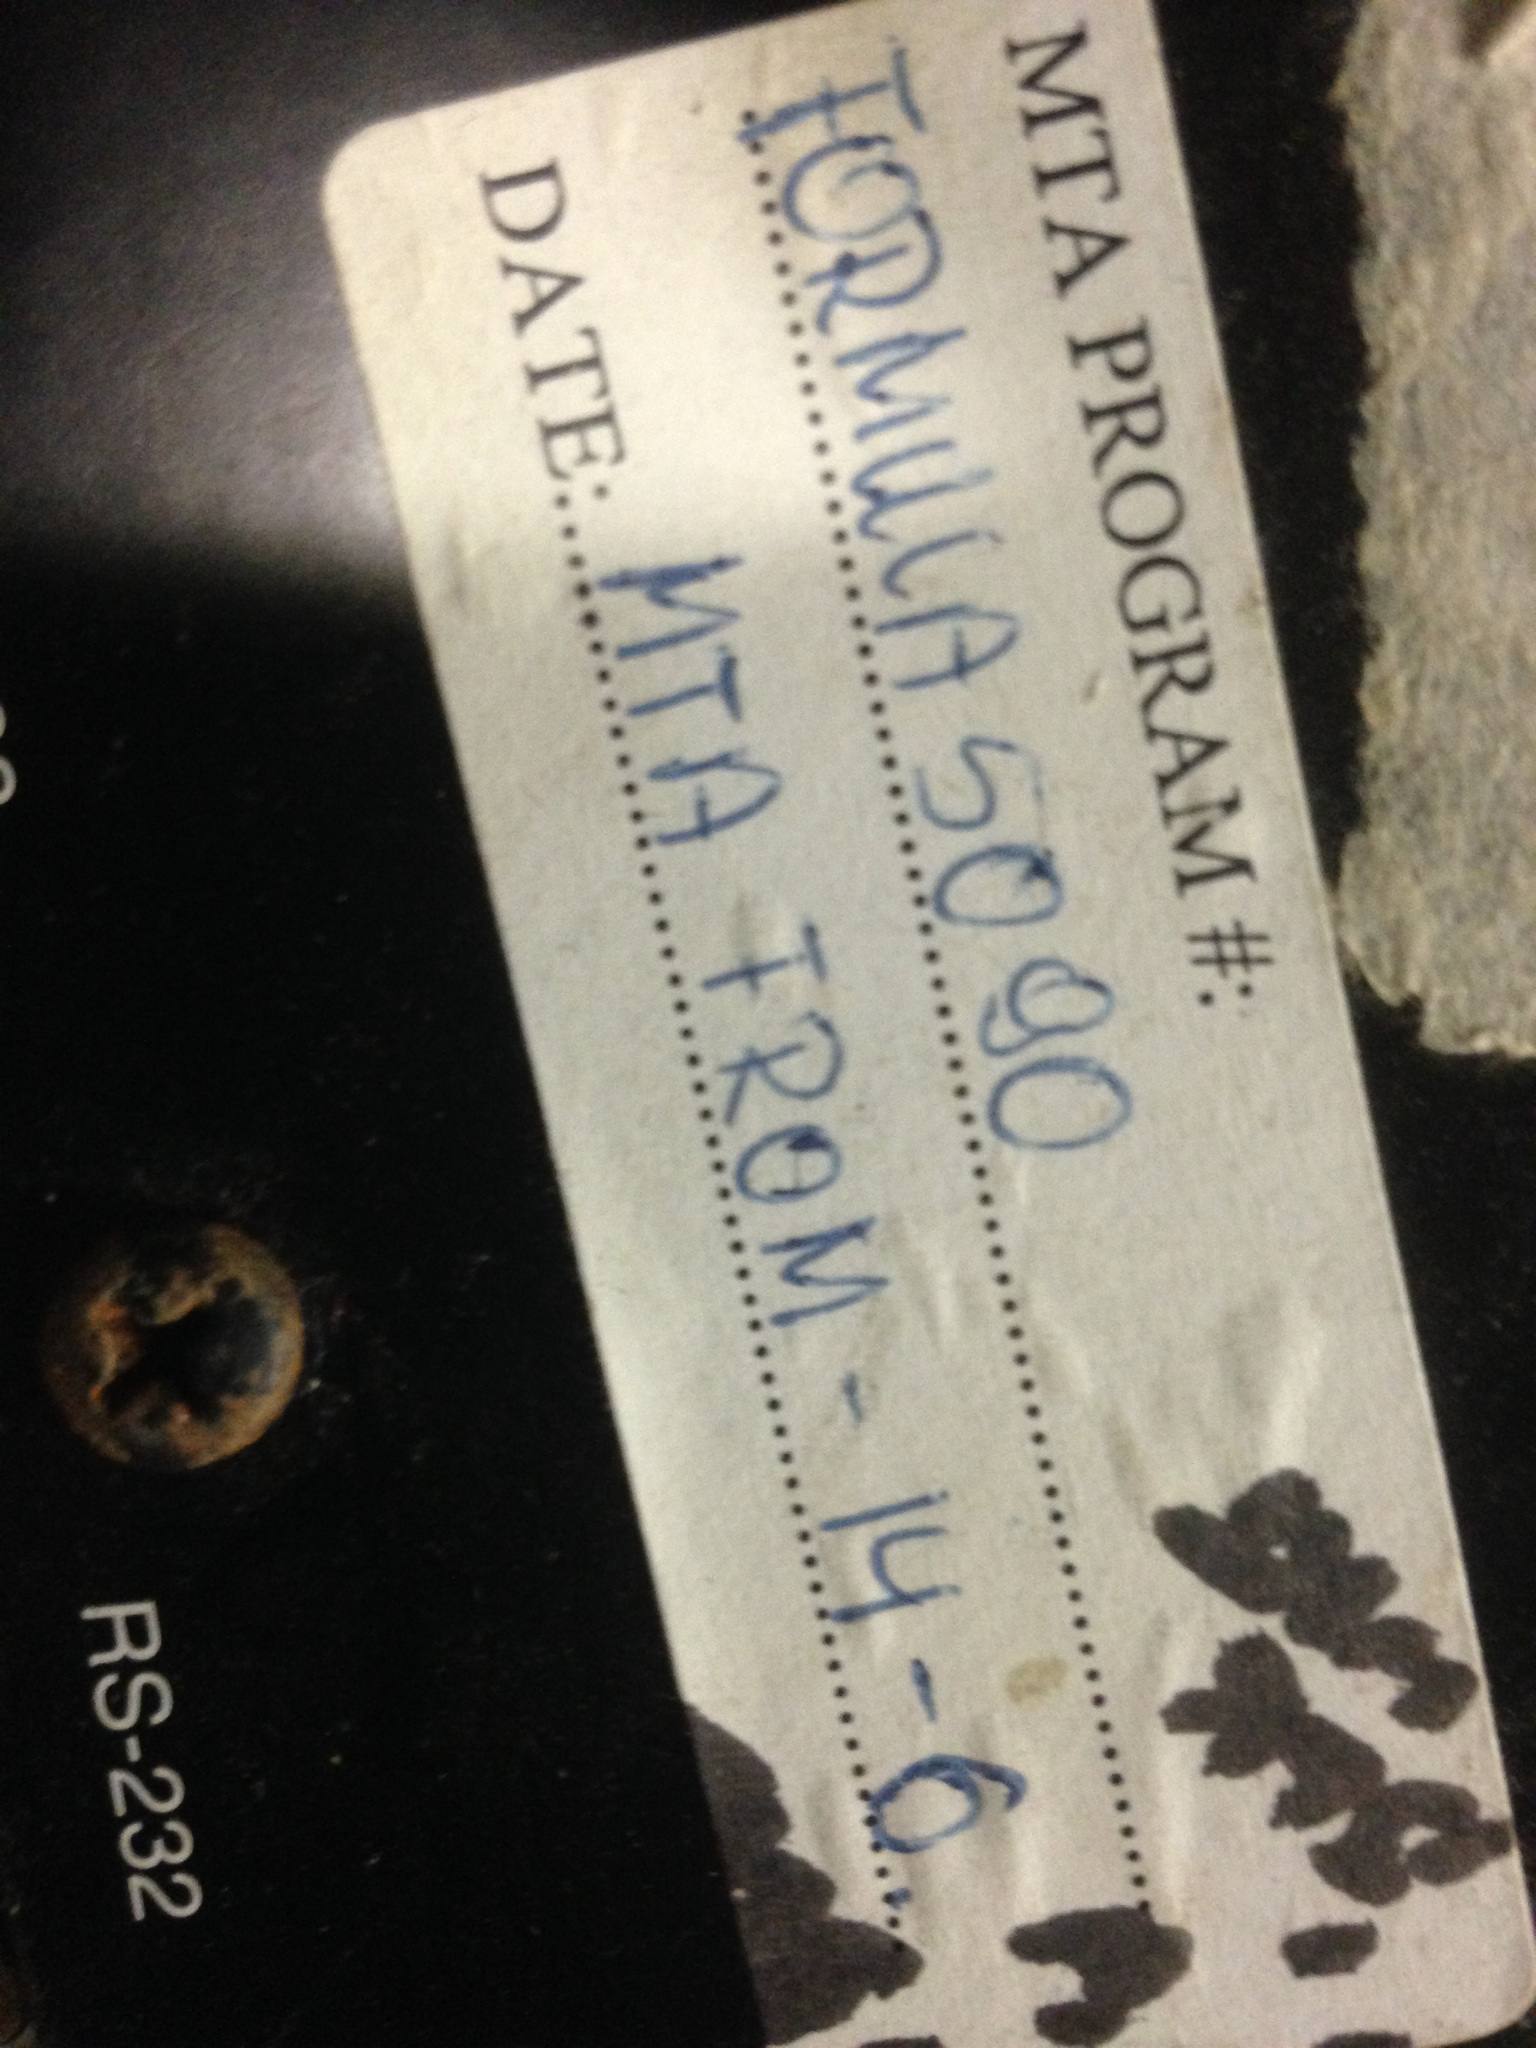 MTA PROGRAM #:
FORMULA 5090
DATE: MTA FROM - 14 - 6
RS-232